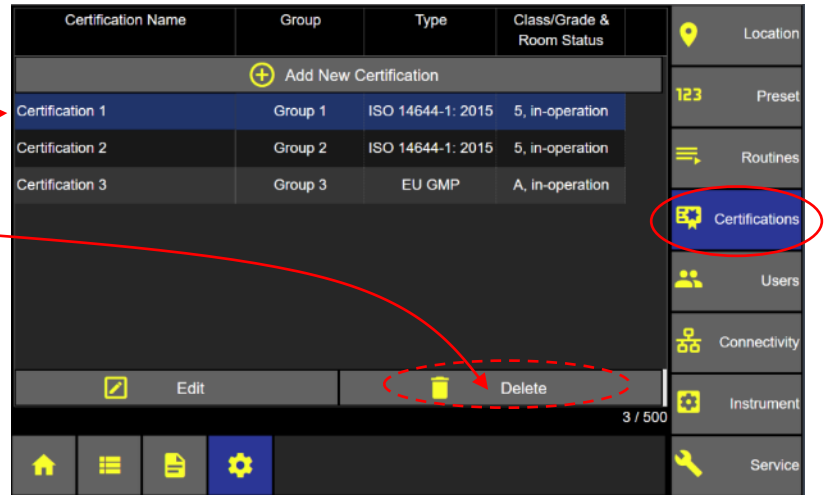 Certification Name Group Type Class/Grade &
Room Status
Add New Certification
Certification 1 Group 1 ISO 14644-1: 2015 5, in-operation
Certification 2 Group 2 ISO 14644-1: 2015 5, in-operation
Certification 3 Group 3 EU GMP A, in-operation
Edit Delete
3 / 500
Location
123 Preset
Routines
Certifications
Users
Connectivity
Instrument
Service